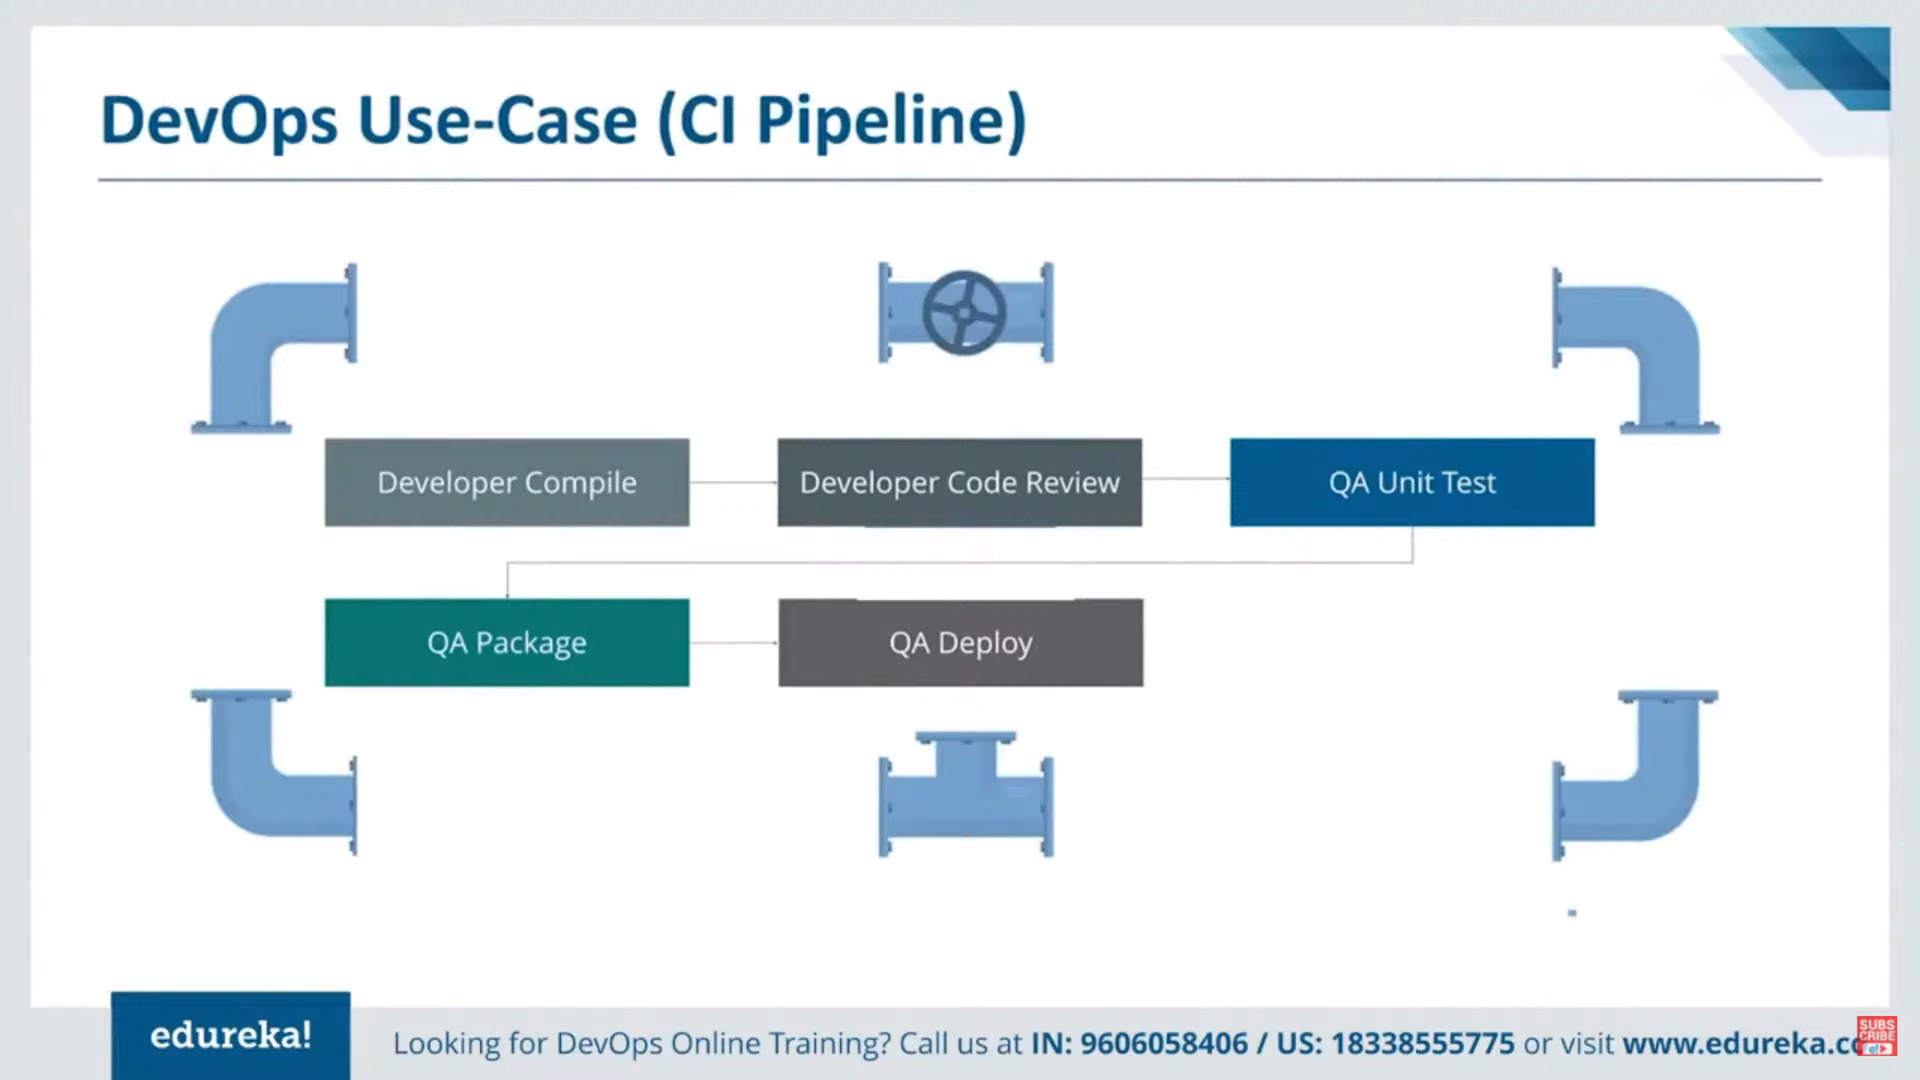 DevOps Use-Case (CI Pipeline)
Developer Compile
Developer Code Review
QA Unit Test
QA Package
QA Deploy
edureka!
Looking for DevOps Online Training? Call us at IN: 9606058406 / US: 18338555775 or visit www.edureka.c
SUBS
CRIBE